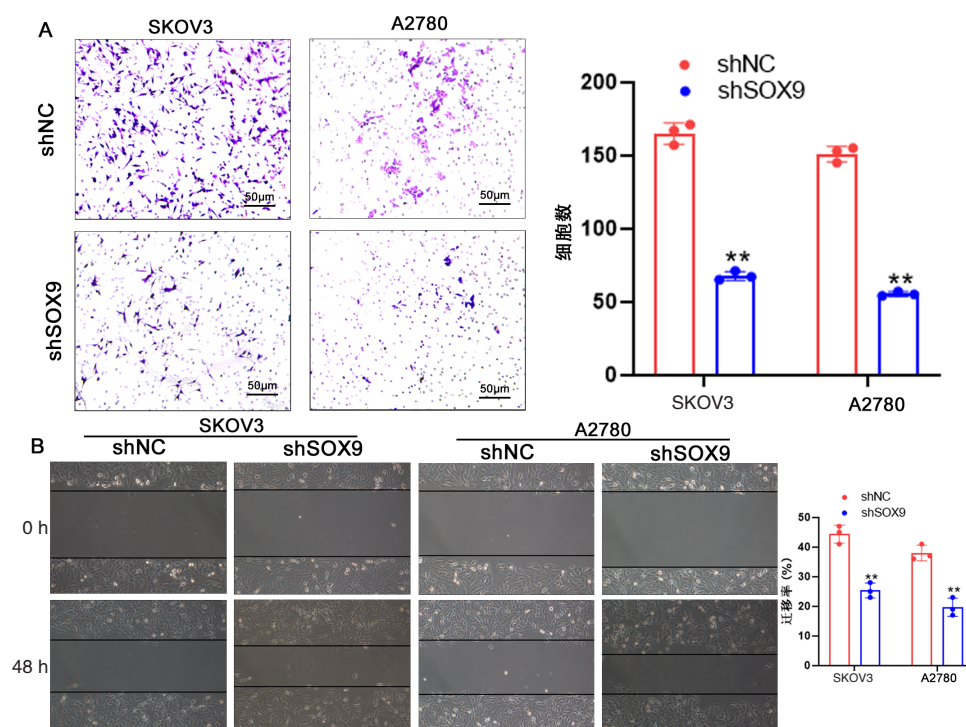 A
SKOV3
A2780
shNC
50μm
50μm
shSOX9
50μm
50μm
shNC
shSOX9
200
150
100
50
0
细胞数
**
**
SKOV3
A2780
B
SKOV3
A2780
shNC
shSOX9
shNC
shSOX9
0 h
48 h
shNC
shSOX9
50
40
30
20
10
0
迁移率 (%)
**
**
SKOV3
A2780